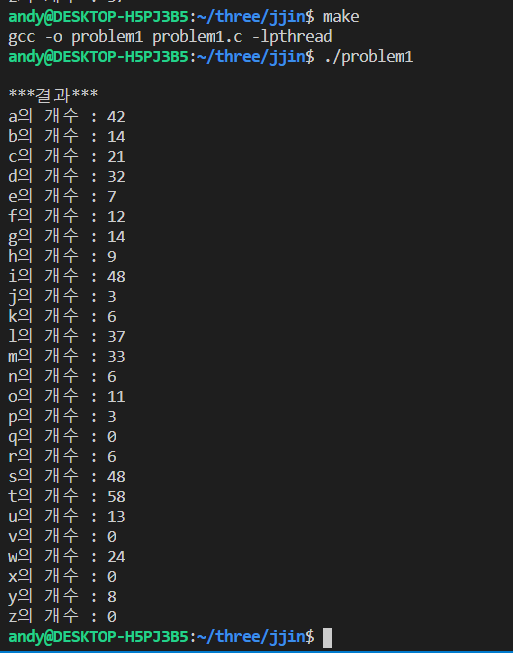 andy@DESKTOP-H5PJ3B5:~/three/jjin$ make
gcc -o problem1 problem1.c -lpthread
andy@DESKTOP-H5PJ3B5:~/three/jjin$ ./problem1
***결과***
a의 개수 : 42
b의 개수 : 14
c의 개수 : 21
d의 개수 : 32
e의 개수 : 7
f의 개수 : 12
g의 개수 : 14
h의 개수 : 9
i의 개수 : 48
j의 개수 : 3
k의 개수 : 6
l의 개수 : 37
m의 개수 : 33
n의 개수 : 6
o의 개수 : 11
p의 개수 : 3
q의 개수 : 0
r의 개수 : 6
s의 개수 : 48
t의 개수 : 58
u의 개수 : 13
v의 개수 : 0
w의 개수 : 24
x의 개수 : 0
y의 개수 : 8
z의 개수 : 0
andy@DESKTOP-H5PJ3B5:~/three/jjin$